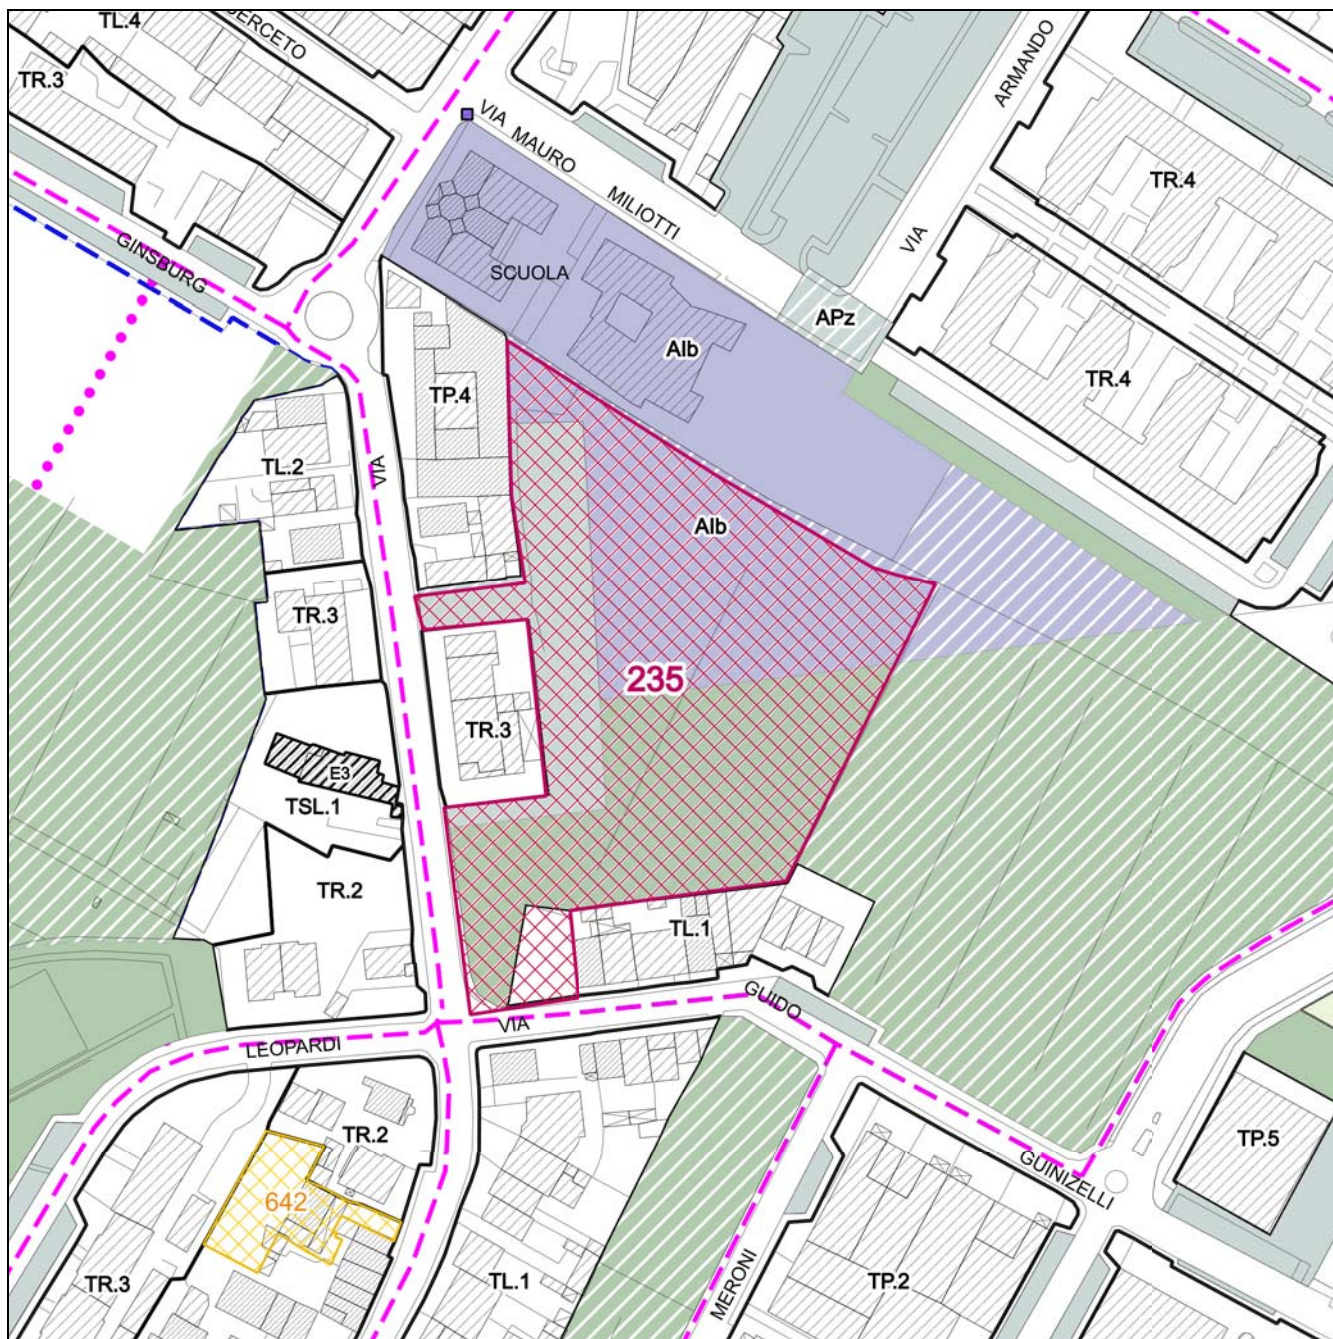 TL.4
CERCETO
TR.3
ARMANDO
VIA
MAURO
MILIOTTI
TR.4
GINSBURG
SCUOLA
VIA
APz
AIb
TR.4
TP.4
TL.2
VIA
AIb
TR.3
235
TR.3
E3
TSL.1
TR.2
TL.1
GUIDO
VIA
LEOPARDI
TR.2
TP.5
GUINIZELLI
642
TR.3
TL.1
MERONI
TP.2